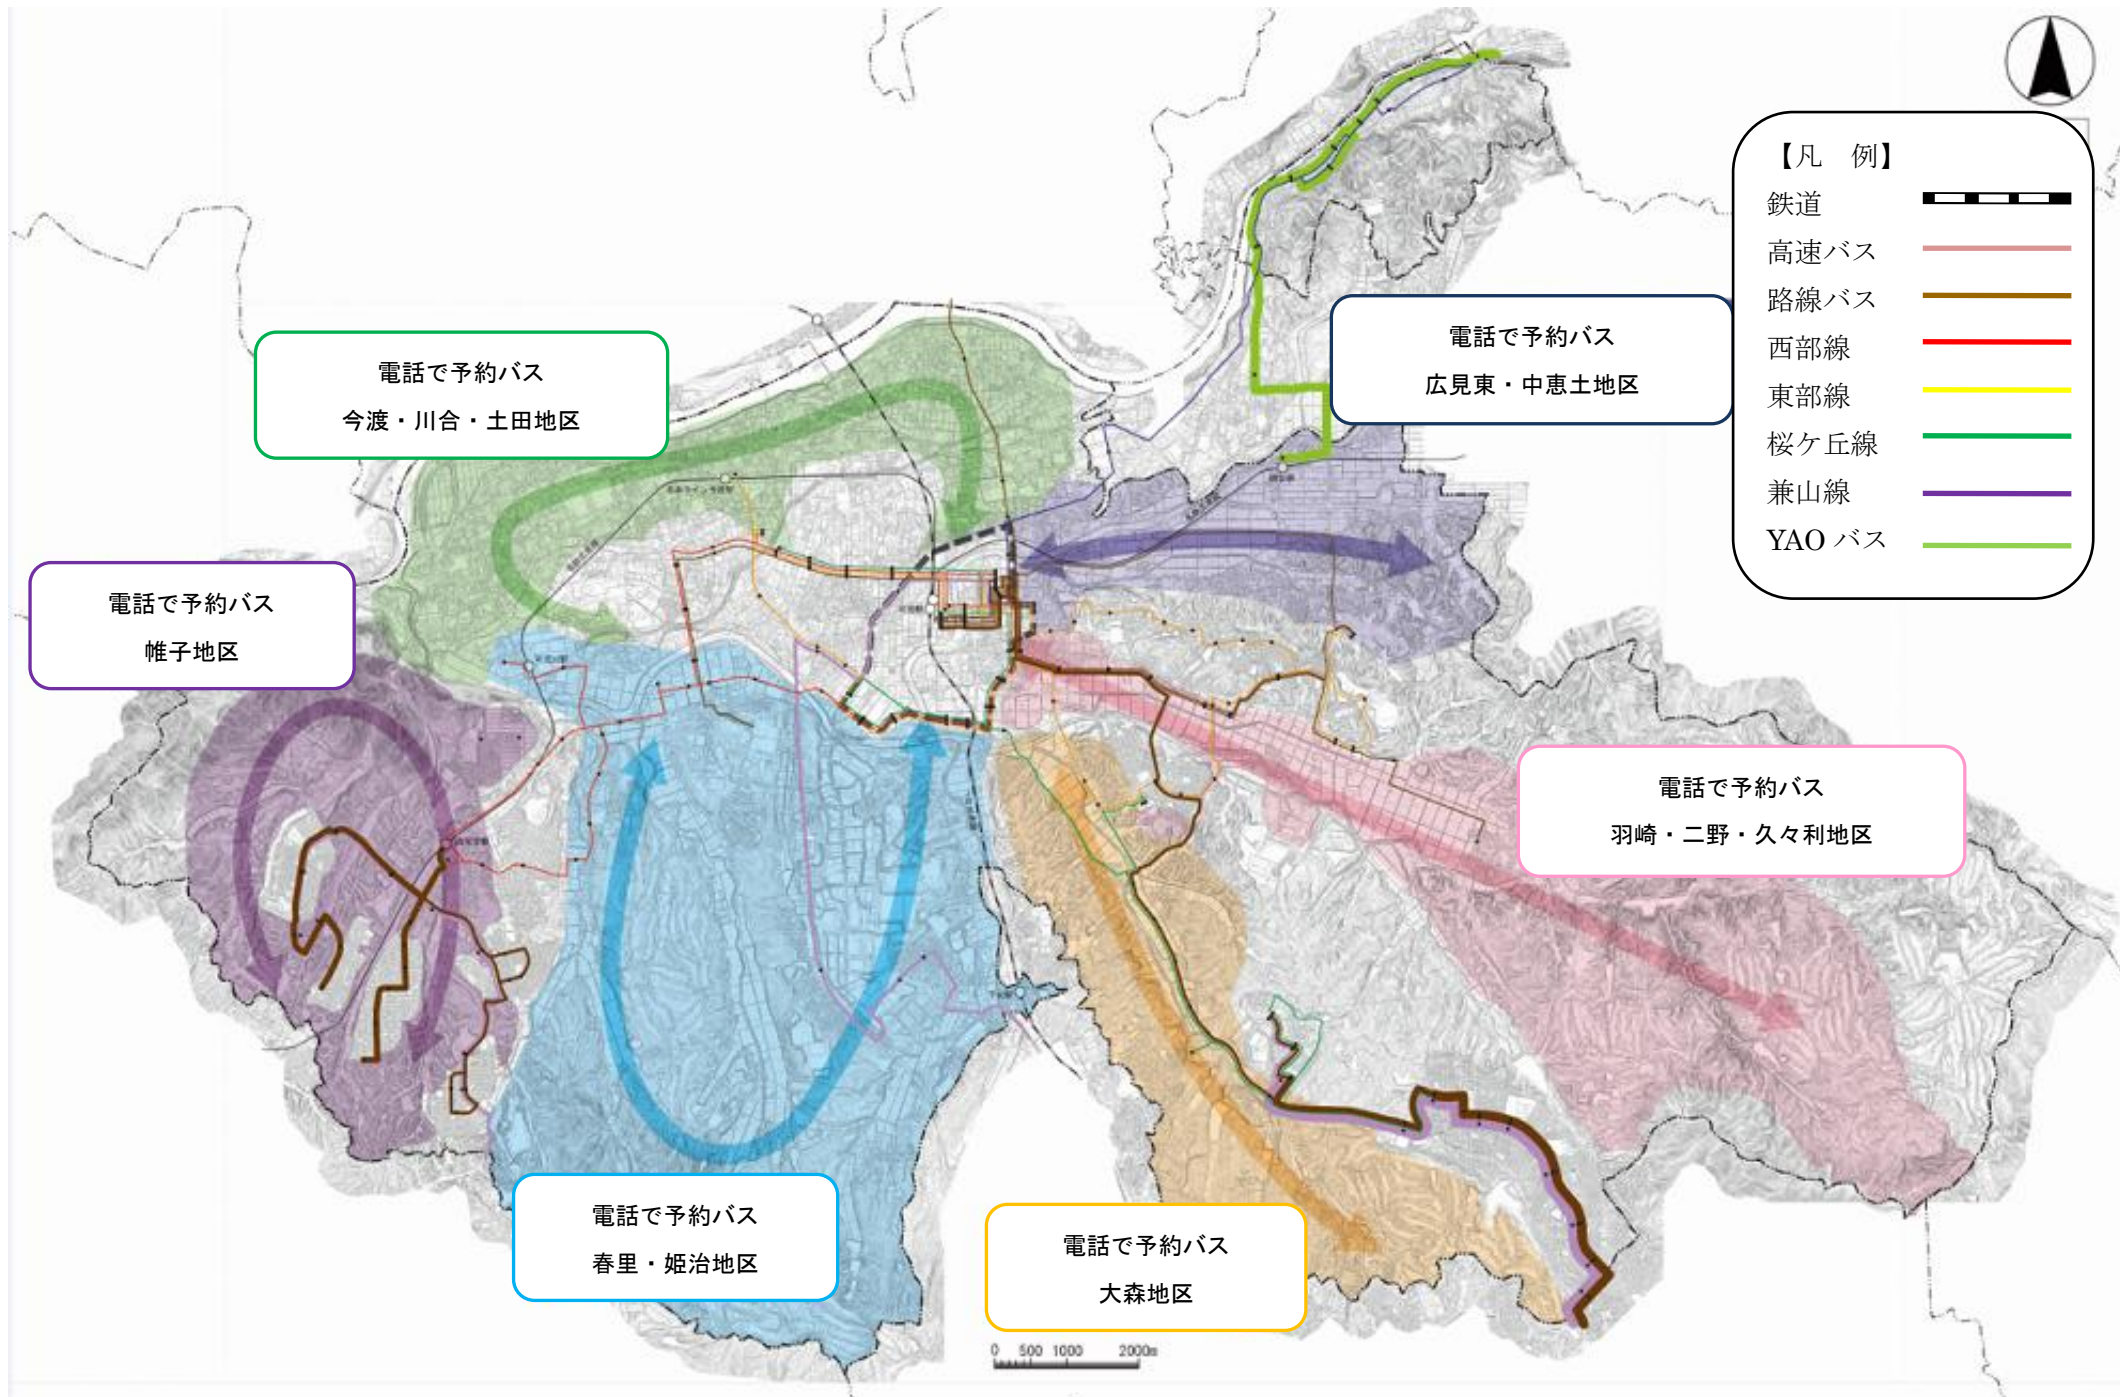 【凡　例】
鉄道
高速バス
路線バス
西部線
東部線
桜ケ丘線
兼山線
YAO バス
電話で予約バス
広見東・中恵土地区
電話で予約バス
今渡・川合・土田地区
電話で予約バス
帷子地区
電話で予約バス
羽崎・二野・久々利地区
電話で予約バス
春里・姫治地区
電話で予約バス
大森地区
0 500 1000 2000m